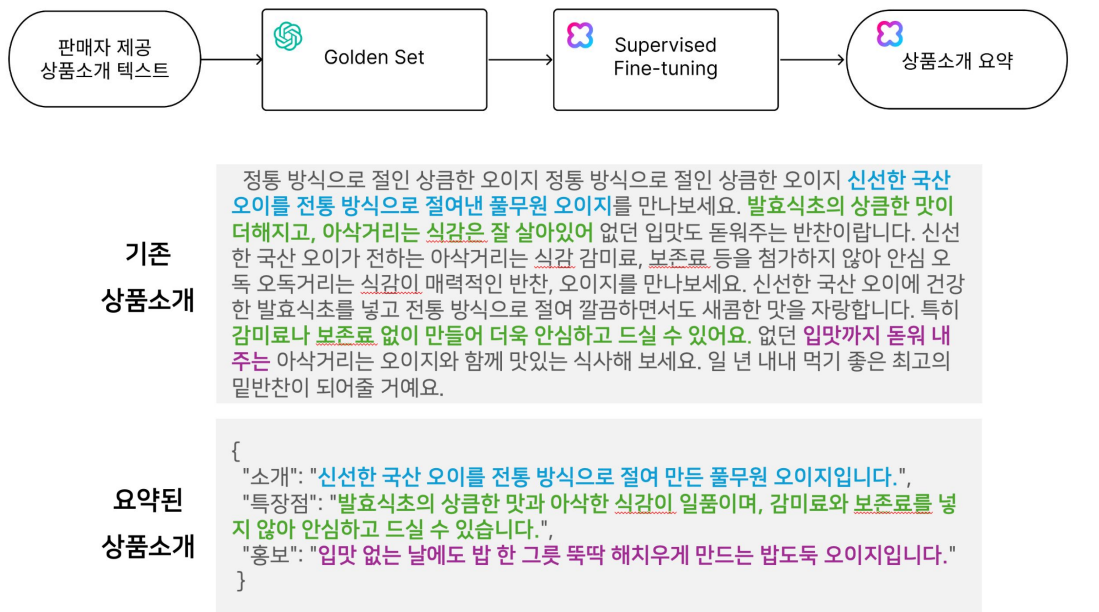 판매자 제공
상품소개 텍스트
Golden Set
Supervised
Fine-tuning
상품소개 요약
기존
상품소개
정통 방식으로 절인 상큼한 오이지 정통 방식으로 절인 상큼한 오이지 신선한 국산
오이를 전통 방식으로 절여낸 풀무원 오이지를 만나보세요. 발효식초의 상큼한 맛이
더해지고, 아삭거리는 식감은 잘 살아있어 없던 입맛도 돋워주는 반찬이랍니다. 신선
한 국산 오이가 전하는 아삭거리는 식감 감미료, 보존료 등을 첨가하지 않아 안심 오
독 오독거리는 식감이 매력적인 반찬, 오이지를 만나보세요. 신선한 국산 오이에 건강
한 발효식초를 넣고 전통 방식으로 절여 깔끔하면서도 새콤한 맛을 자랑합니다. 특히
감미료나 보존료 없이 만들어 더욱 안심하고 드실 수 있어요. 없던 입맛까지 돋워 내
주는 아삭거리는 오이지와 함께 맛있는 식사해 보세요. 일 년 내내 먹기 좋은 최고의
밑반찬이 되어줄 거예요.
요약된
상품소개
{
"소개": "신선한 국산 오이를 전통 방식으로 절여 만든 풀무원 오이지입니다.",
"특장점": "발효식초의 상큼한 맛과 아삭한 식감이 일품이며, 감미료와 보존료를 넣
지 않아 안심하고 드실 수 있습니다.",
"홍보": "입맛 없는 날에도 밥 한 그릇 뚝딱 해치우게 만드는 밥도둑 오이지입니다."
}